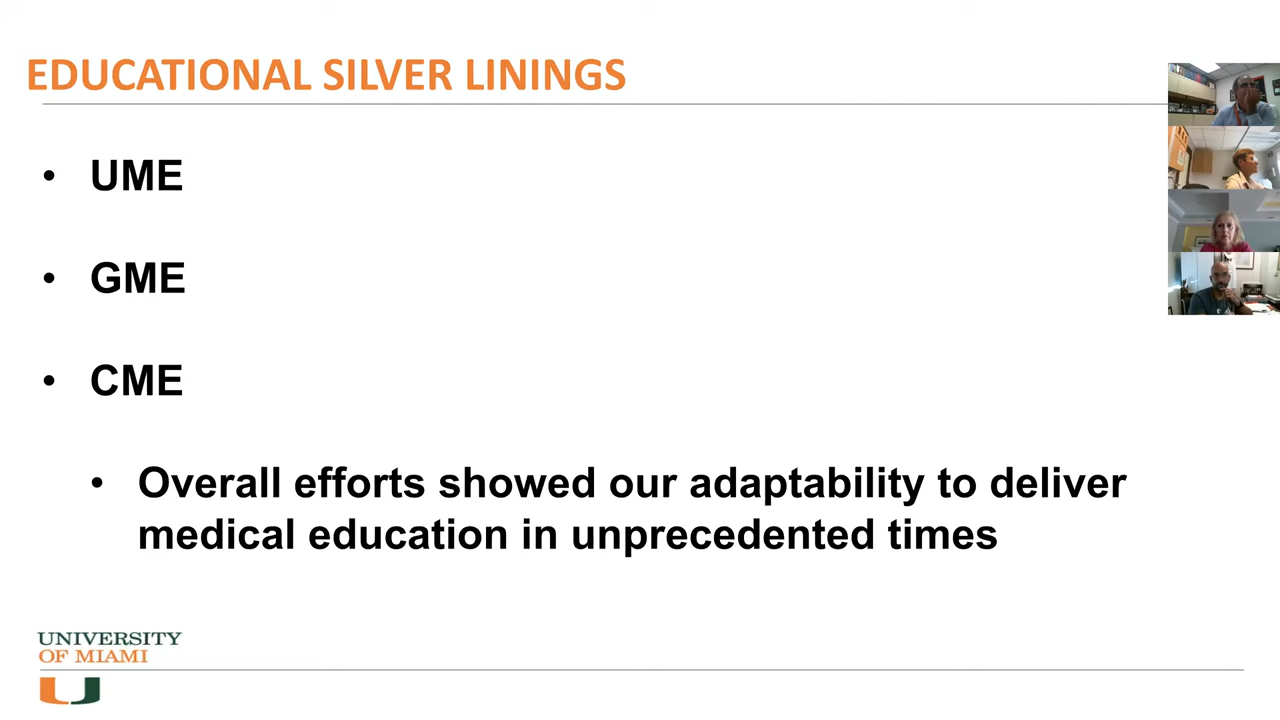 EDUCATIONAL SILVER LININGS
• UME
• GME
• CME
• Overall efforts showed our adaptability to deliver
medical education in unprecedented times
UNIVERSITY
OF MIAMI